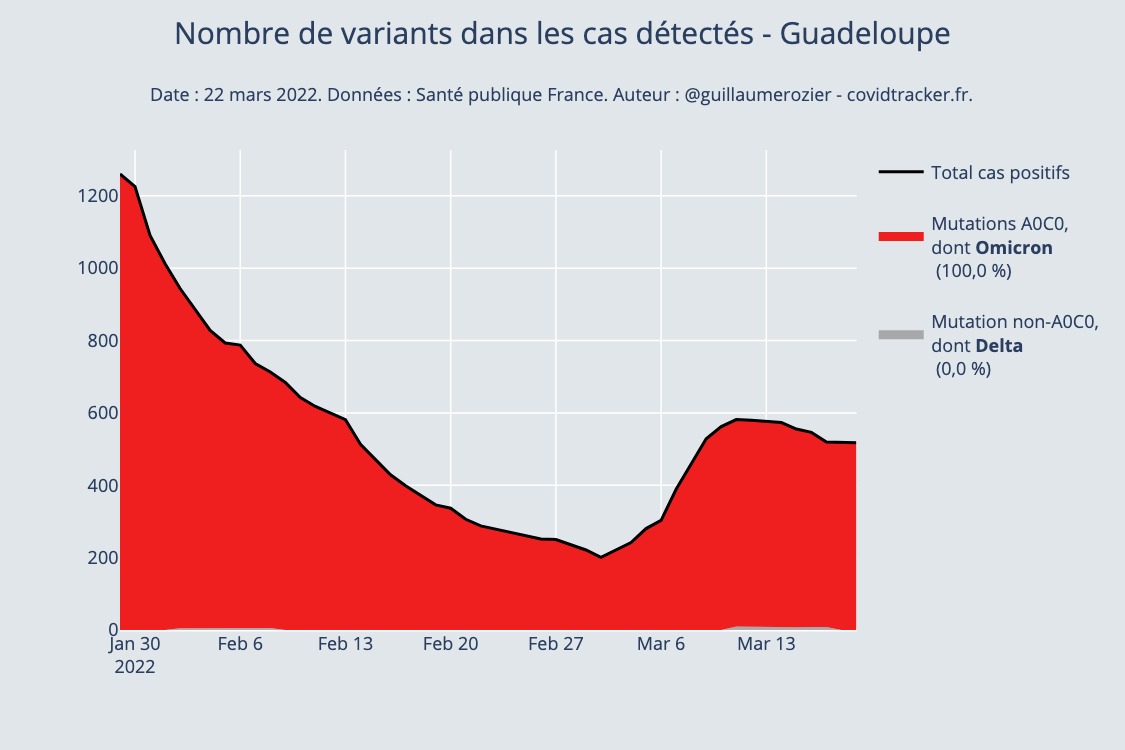 Nombre de variants dans les cas détectés - Guadeloupe
Date : 22 mars 2022. Données : Santé publique France. Auteur : @guillaumerozier - covidtracker.fr.
Total cas positifs
Mutations A0C0,
dont Omicron
(100,0 %)
Mutation non-A0C0,
dont Delta
(0,0 %)
1200
1000
800
600
400
200
0
Jan 30 Feb 6 Feb 13 Feb 20 Feb 27 Mar 6 Mar 13
2022